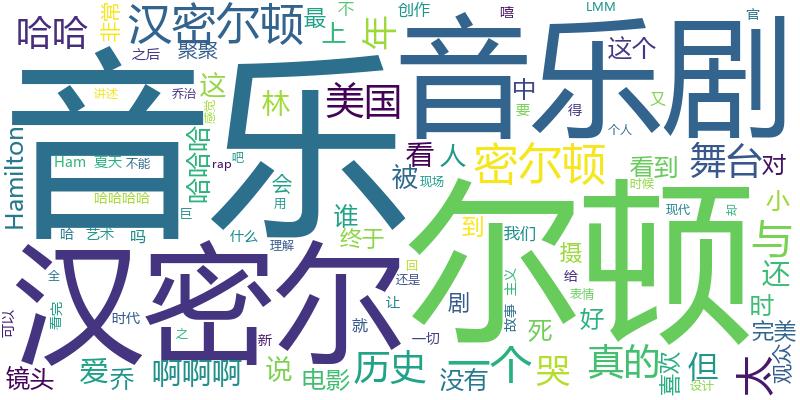 哈哈
汉密尔顿
非常
最
上
不
年
创作
嘻
LMM
官
音乐
音乐剧
之后
聚聚
这个
这
讲述
乔治
感觉
林
美国
中
要
得
又
个人
Hamilton
Ham
夏天
不能
rap
吧
哈哈哈
哈哈哈哈
看
人
密尔顿
看到
舞台
对
被
现场
时候
现代
却
会
用
谁
巨
哈
艺术
吗
什么
理解
终于
到
我们
摄
小
与
还
时
汉密尔
尔顿
回
还是
给
表情
主义
故事
剧
死
好
完美
观众
可以
全
看完
时代
之
新
就
让
一切
真的
喜欢
但
太
设计
镜头
爱
乔
啊啊啊
说
电影
历史
没有
一个
哭